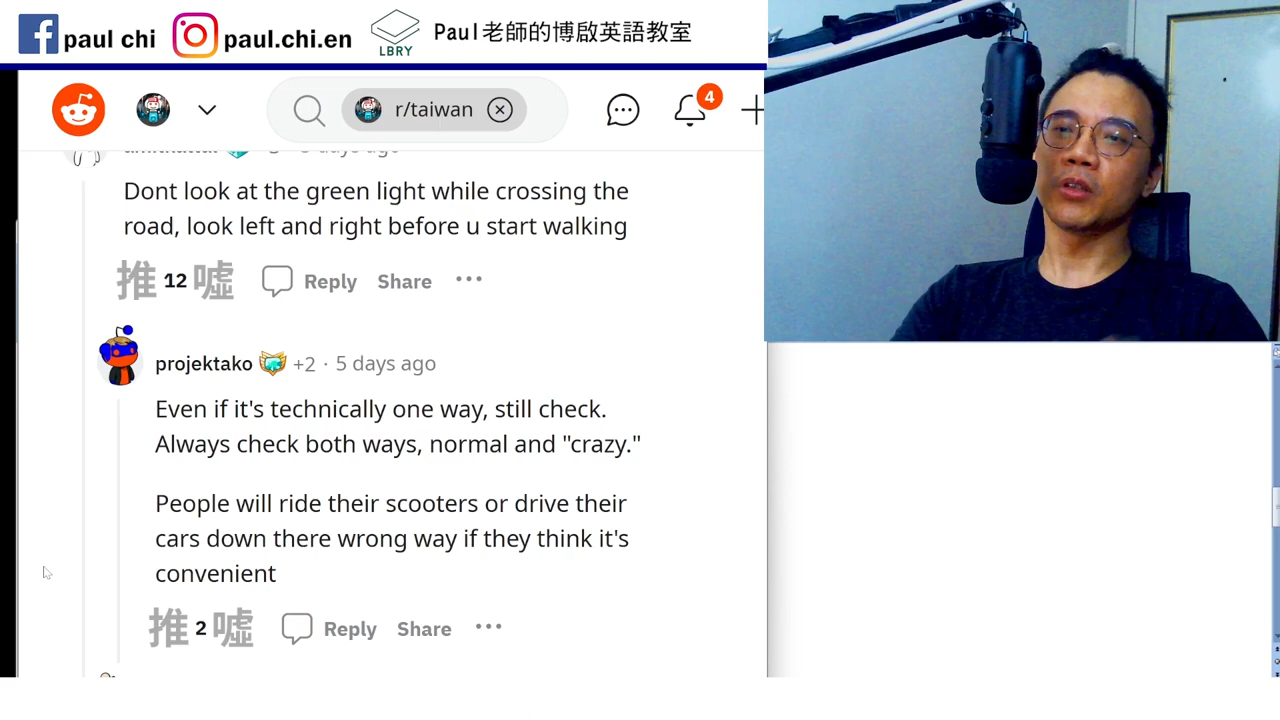 paul chi
paul.chi.en
LBRY
Paul老師的博啟英語教室
r/taiwan
4
days ago
Dont look at the green light while crossing the
road, look left and right before u start walking
推 12 噓 Reply Share
projektako +2 · 5 days ago
Even if it's technically one way, still check.
Always check both ways, normal and "crazy."
People will ride their scooters or drive their
cars down there wrong way if they think it's
convenient
推 2 噓 Reply Share